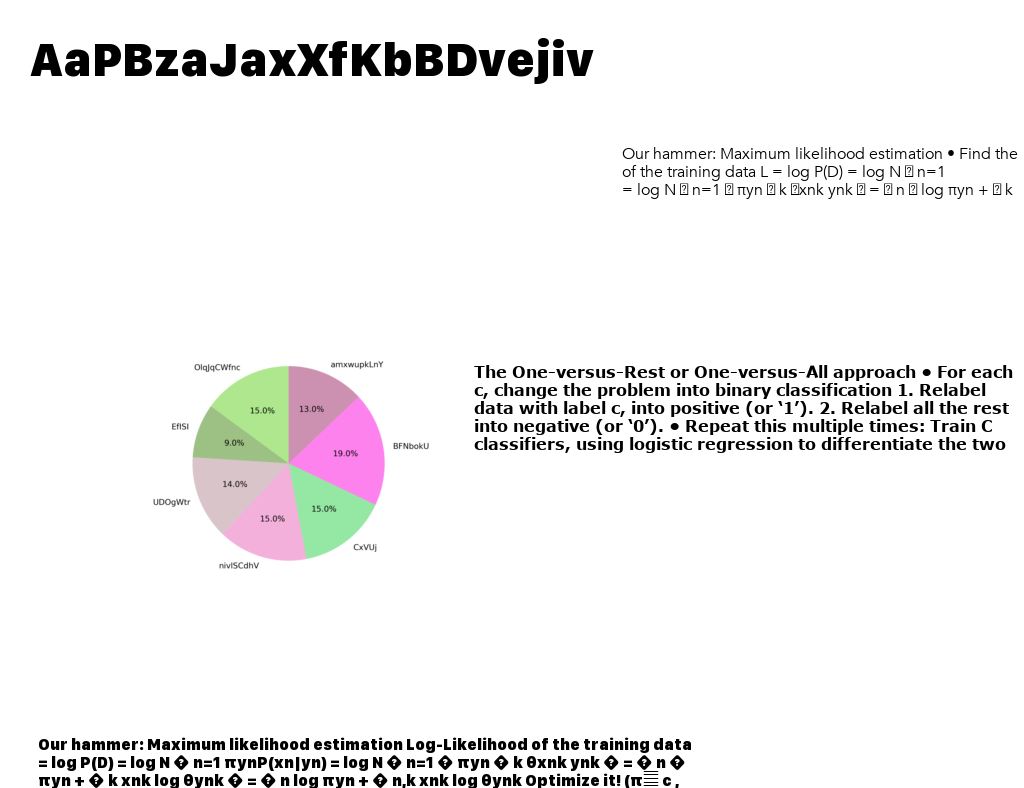 AaPBzaJaxXfKbBDvejiv
Our hammer: Maximum likelihood estimation • Find the
of the training data L = log P(D) = log N � n=1
= log N � n=1 � πyn � k �xnk ynk � = � n � log πyn + � k
OlqJqCWfnc
amxwupkLnY
15.0%
13.0%
EflSI
9.0%
BFNbokU
19.0%
14.0%
UDOgWtr
15.0%
15.0%
CxVUj
nivlSCdhV
The One-versus-Rest or One-versus-All approach • For each
c, change the problem into binary classification 1. Relabel
data with label c, into positive (or ‘1’). 2. Relabel all the rest
into negative (or ‘0’). • Repeat this multiple times: Train C
classifiers, using logistic regression to differentiate the two
Our hammer: Maximum likelihood estimation Log-Likelihood of the training data
= log P(D) = log N � n=1 πynP(xn|yn) = log N � n=1 � πyn � k θxnk ynk � = � n �
πyn + � k xnk log θynk � = � n log πyn + � n,k xnk log θynk Optimize it! (π c ,